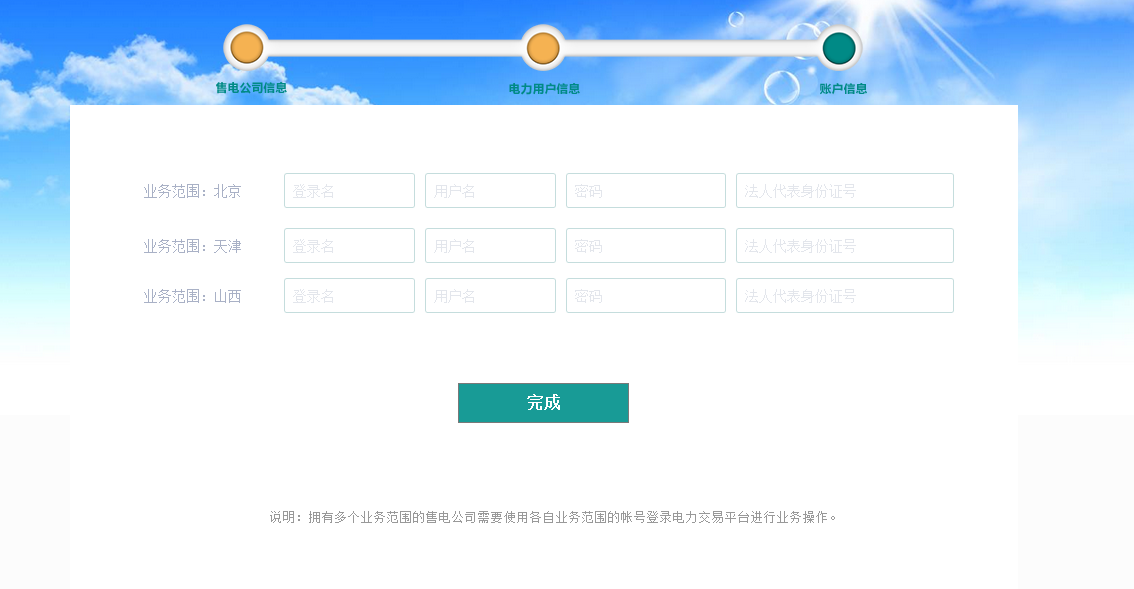 售电公司信息 电力用户信息 账户信息
业务范围：北京 登录名 用户名 密码 法人代表身份证号
业务范围：天津 登录名 用户名 密码 法人代表身份证号
业务范围：山西 登录名 用户名 密码 法人代表身份证号
完成
说明：拥有多个业务范围的售电公司需要使用各自业务范围的帐号登录电力交易平台进行业务操作。